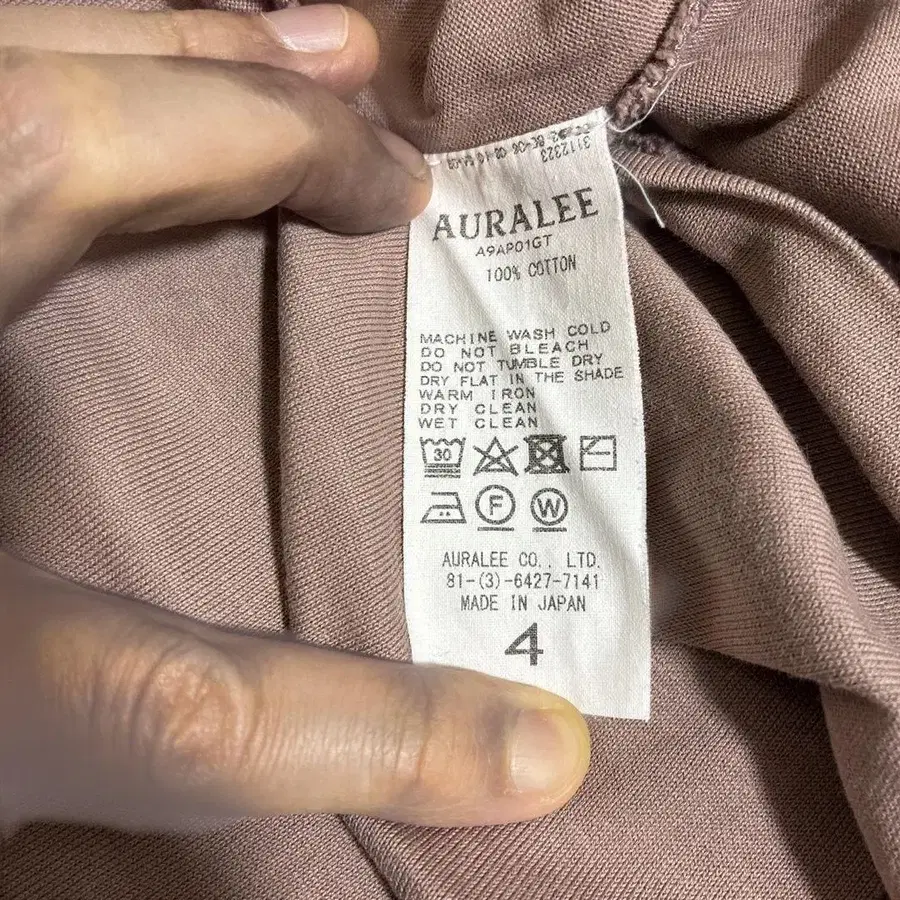 3112323
AURALEE
A9AP01GT
100% COTTON
MACHINE WASH COLD
DO NOT BLEACH
DO NOT TUMBLE DRY
DRY FLAT IN THE SHADE
WARM IRON
DRY CLEAN
WET CLEAN
30
F W
AURALEE CO., LTD.
81-(3)-6427-7141
MADE IN JAPAN
4